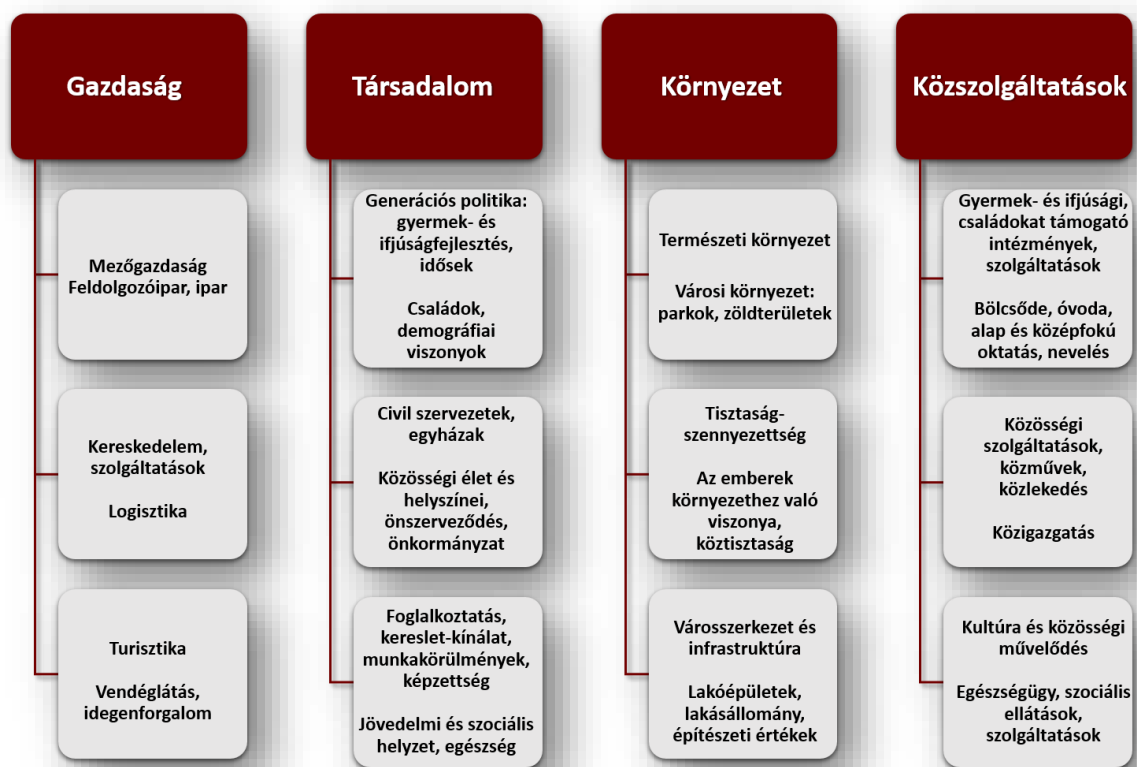 Gazdaság
Mezőgazdaság
Feldolgozóipar, ipar
Kereskedelem,
szolgáltatások
Logisztika
Turisztika
Vendéglátás,
idegenforgalom
Társadalom
Generációs politika:
gyermek- és
ifjúságfejlesztés,
idősek
Családok,
demográfiai
viszonyok
Civil szervezetek,
egyházak
Közösségi élet és
helyszínei,
önszerveződés,
önkormányzat
Foglalkoztatás,
kereslet-kínálat,
munkakörülmények,
képzettség
Jövedelmi és szociális
helyzet, egészség
Környezet
Természeti környezet
Városi környezet:
parkok, zöldterületek
Tisztaság-
szennyezettség
Az emberek
környezethez való
viszonya,
köztisztaság
Városszerkezet és
infrastruktúra
Lakóépületek,
lakásállomány,
építészeti értékek
Közszolgáltatások
Gyermek- és ifjúsági,
családokat támogató
intézmények,
szolgáltatások
Bölcsőde, óvoda,
alap és középfokú
oktatás, nevelés
Közösségi
szolgáltatások,
közművek,
közlekedés
Közigazgatás
Kultúra és közösségi
művelődés
Egészségügy, szociális
ellátások,
szolgáltatások